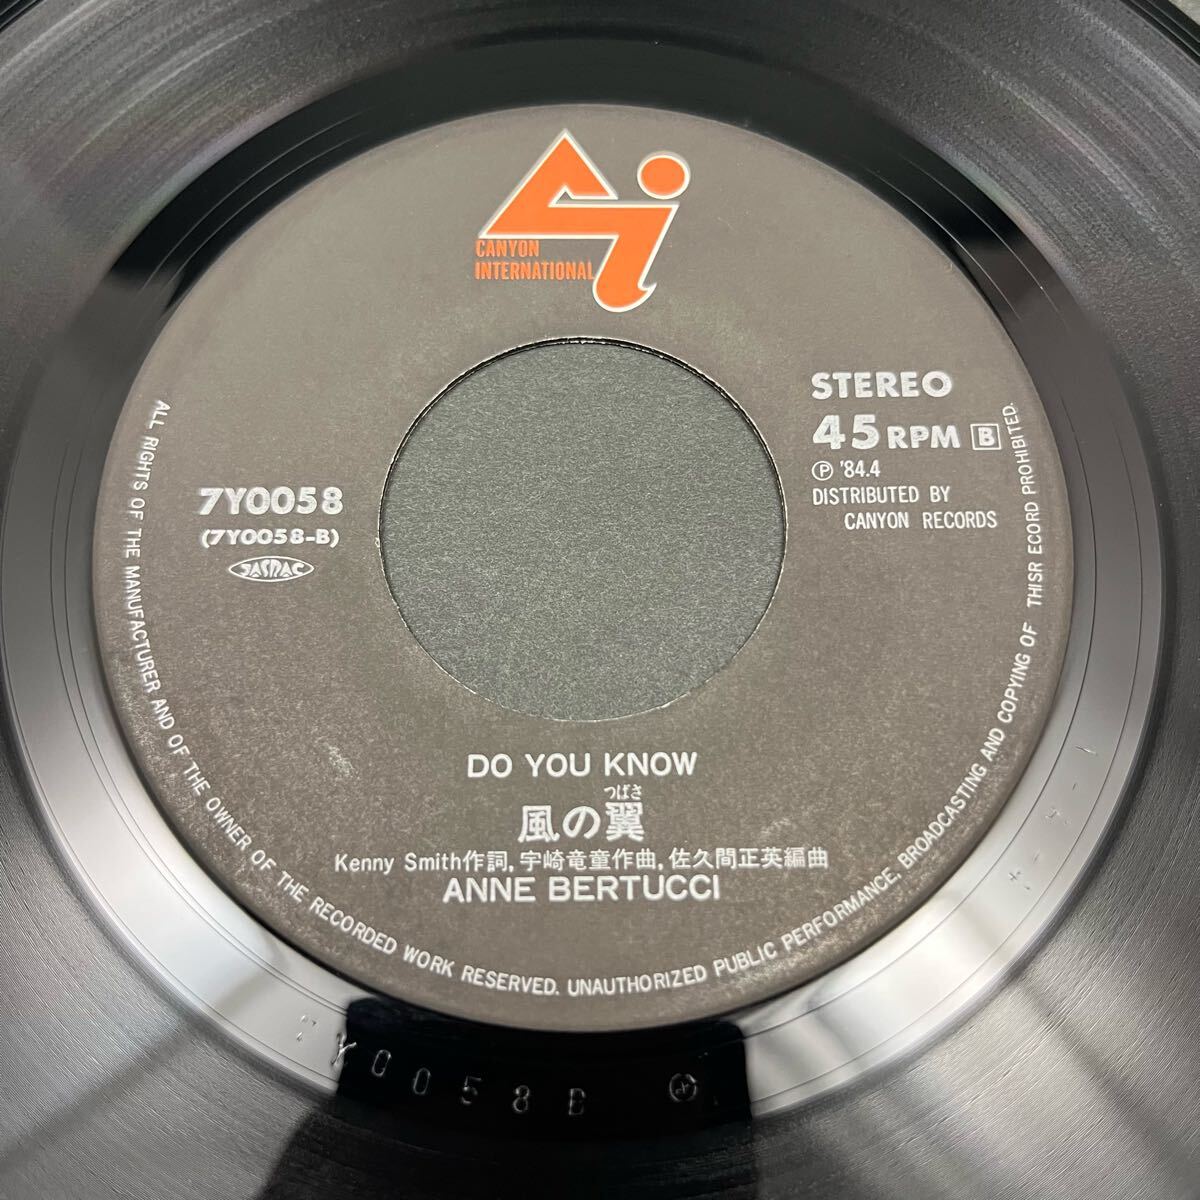 CANYON
INTERNATIONAL
STEREO
45 RPM B
Ⓟ '84.4
DISTRIBUTED BY
CANYON RECORDS
7Y0058
(7Y0058-B)
JASRAC
DO YOU KNOW
つばさ
風の翼
Kenny Smith作詞, 宇崎竜童作曲, 佐久間正英編曲
ANNE BERTUCCI
ALL RIGHTS OF THE MANUFACTURER AND OF THE OWNER OF THE RECORDED WORK RESERVED. UNAUTHORIZED PUBLIC PERFORMANCE, BROADCASTING AND COPYING OF THISR ECORD PROHIBITED.
7Y0058B